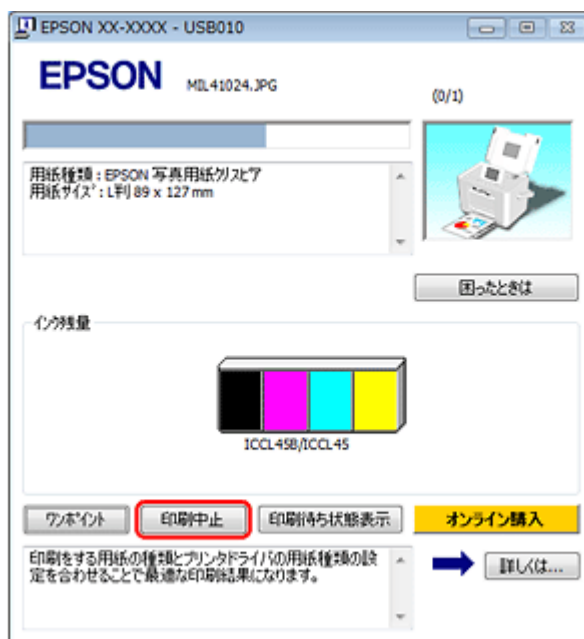 EPSON XX-XXXX - USB010
EPSON
MIL41024.JPG
(0/1)
用紙種類 : EPSON 写真用紙クリスピア
用紙サイズ : L判 89 x 127 mm
困ったときは
インク残量
ICCL45B/ICCL45
ワンポイント
印刷中止
印刷待ち状態表示
オンライン購入
印刷をする用紙の種類とプリンタドライバの用紙種類の設
定を合わせることで最適な印刷結果になります。
詳しくは...